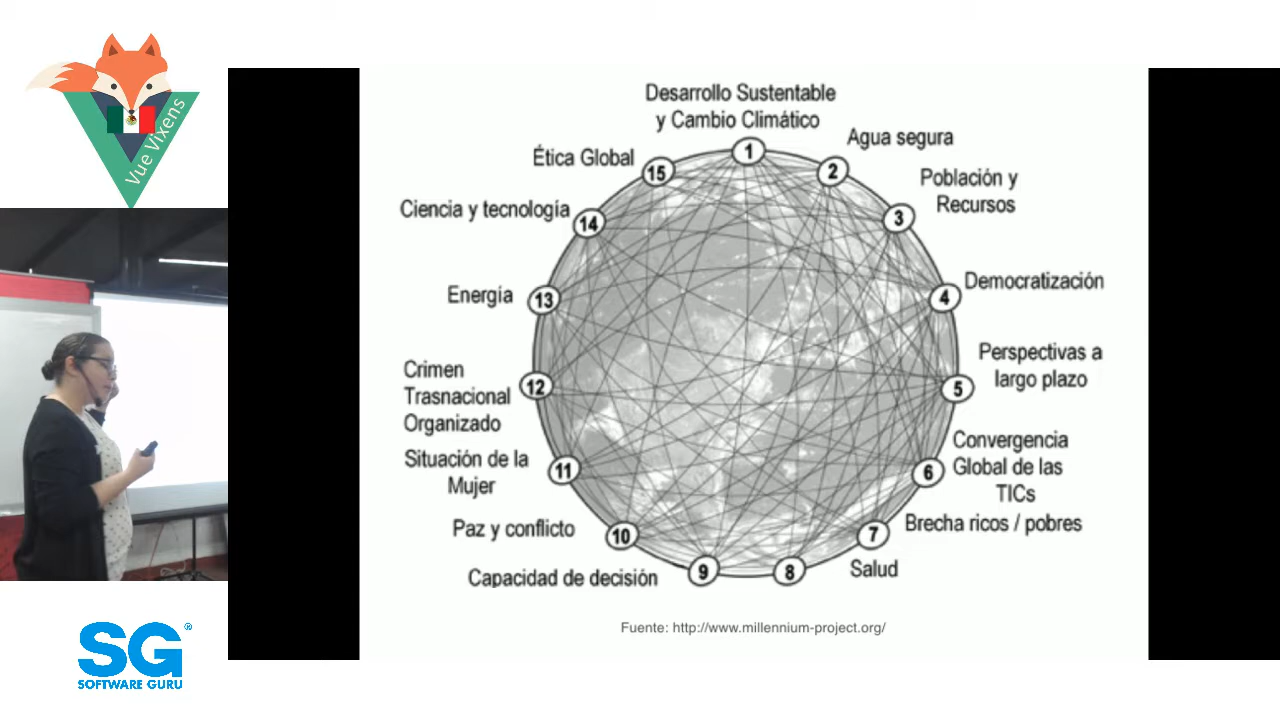 Vue Vixens
Desarrollo Sustentable
y Cambio Climático
1
Agua segura
2
Población y
Recursos
3
Democratización
4
Perspectivas a
largo plazo
5
Convergencia
Global de las
TICs
6
Brecha ricos / pobres
7
Salud
8
Capacidad de decisión
9
Paz y conflicto
10
Situación de la
Mujer
11
Crimen
Trasnacional
Organizado
12
Energía
13
Ciencia y tecnología
14
Ética Global
15
Fuente: http://www.millennium-project.org/
SG®
SOFTWARE GURU